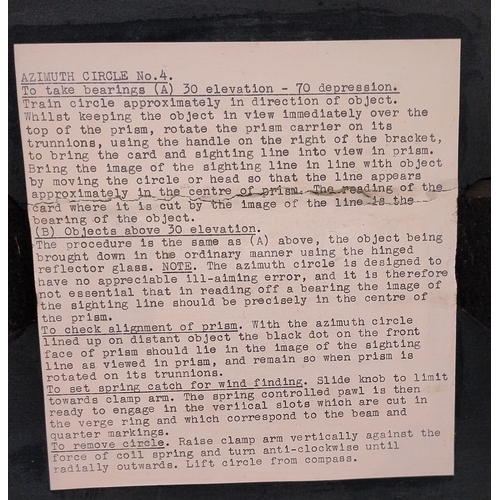 AZIMUTH CIRCLE No.4.
To take bearings (A) 30 elevation - 70 depression.
Train circle approximately in direction of object.
Whilst keeping the object in view immediately over the
top of the prism, rotate the prism carrier on its
trunnions, using the handle on the right of the bracket,
to bring the card and sighting line into view in prism.
Bring the image of the sighting line in line with object
by moving the circle or head so that the line appears
approximately in the centre of prism. The reading of the
card where it is cut by the image of the line is the
bearing of the object.
(B) Objects above 30 elevation.
The procedure is the same as (A) above, the object being
brought down in the ordinary manner using the hinged
reflector glass. NOTE. The azimuth circle is designed to
have no appreciable ill-aiming error, and it is therefore
not essential that in reading off a bearing the image of
the sighting line should be precisely in the centre of
the prism.
To check alignment of prism. With the azimuth circle
lined up on distant object the black dot on the front
face of prism should lie in the image of the sighting
line as viewed in prism, and remain so when prism is
rotated on its trunnions.
To set spring catch for wind finding. Slide knob to limit
towards clamp arm. The spring controlled pawl is then
ready to engage in the veriical slots which are cut in
the verge ring and which correspond to the beam and
quarter markings.
To remove circle. Raise clamp arm vertically against the
force of coil spring and turn anti-clockwise until
radially outwards. Lift circle from compass.